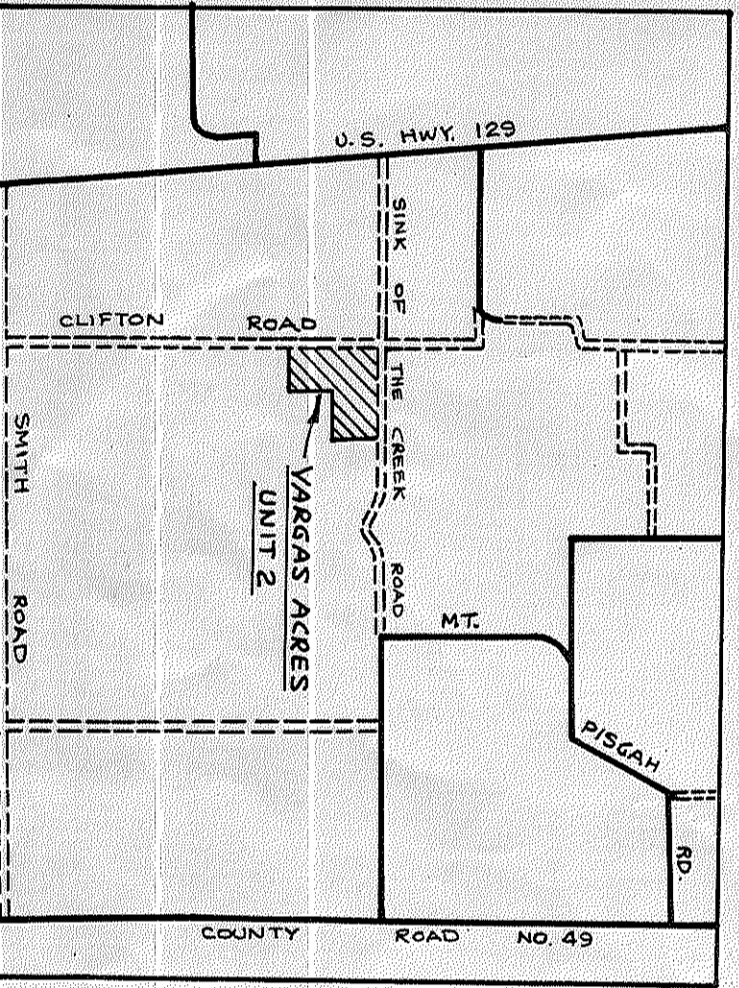 U.S. HWY. 129
SINK OF THE CREEK ROAD
CLIFTON ROAD
SMITH ROAD
VARGAS ACRES
UNIT 2
MT. PISGAH RD.
COUNTY ROAD NO. 49